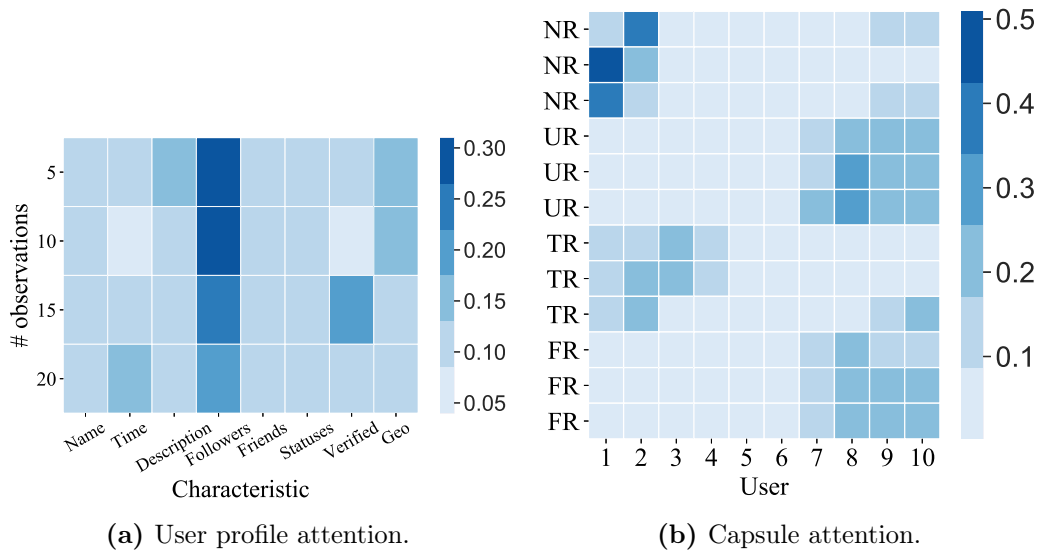 # observations
5
10
15
20
Name
Time
Description
Followers
Friends
Statuses
Verified
Geo
Characteristic
0.30
0.25
0.20
0.15
0.10
0.05
(a) User profile attention.
NR
NR
NR
UR
UR
UR
TR
TR
TR
FR
FR
FR
1 2 3 4 5 6 7 8 9 10
User
0.5
0.4
0.3
0.2
0.1
(b) Capsule attention.